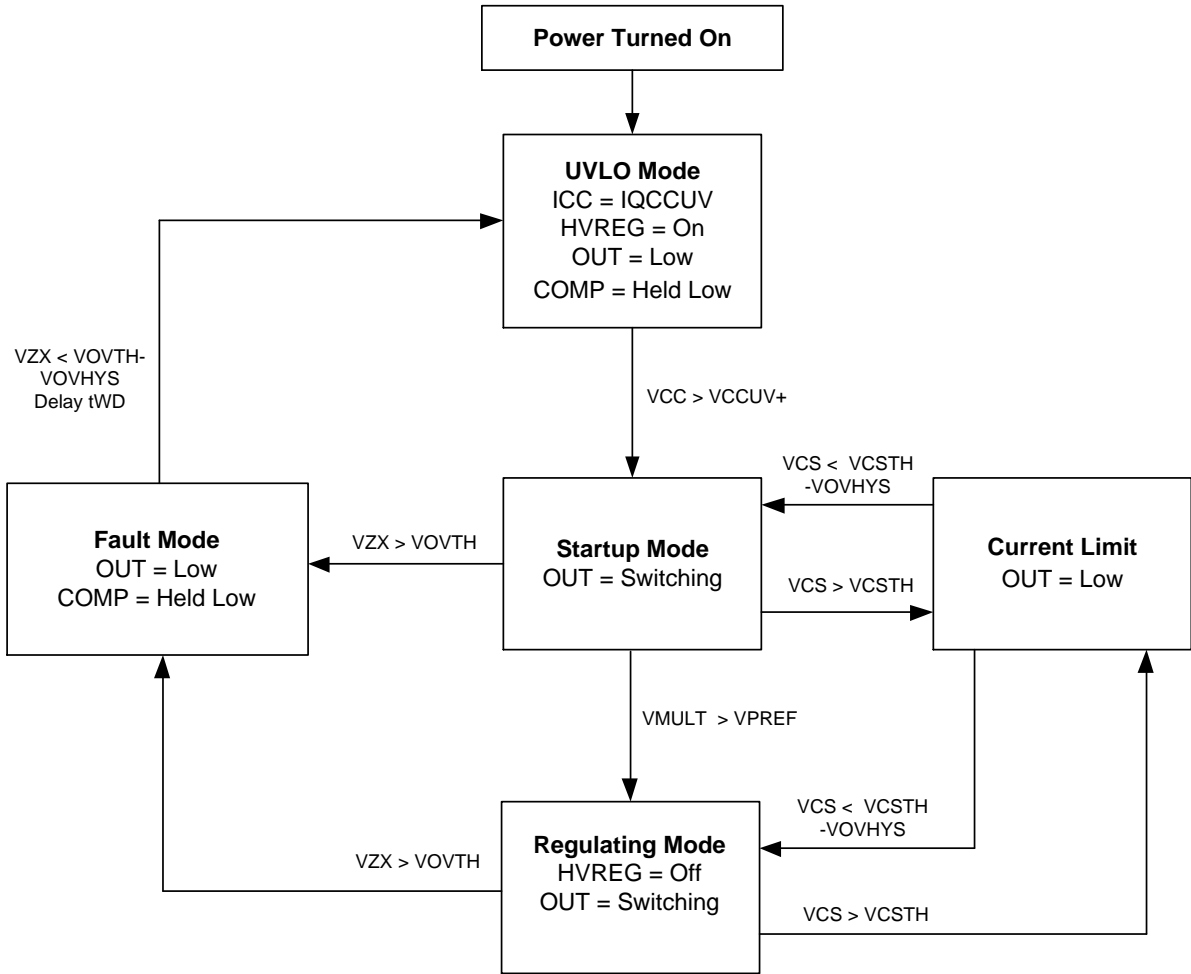 Power Turned On
UVLO Mode
ICC = IQCCUV
HVREG = On
OUT = Low
COMP = Held Low
VZX < VOVTH-
VOVHYS
Delay tWD
VCC > VCCUV+
VCS < VCSTH
-VOVHYS
Fault Mode
OUT = Low
COMP = Held Low
VZX > VOVTH
Startup Mode
OUT = Switching
VCS > VCSTH
Current Limit
OUT = Low
VMULT > VPREF
VCS < VCSTH
-VOVHYS
VZX > VOVTH
Regulating Mode
HVREG = Off
OUT = Switching
VCS > VCSTH